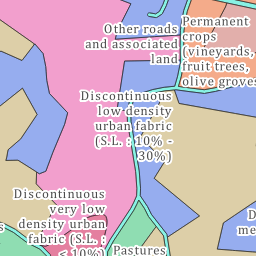 Other roads
and associated
land
Permanent
crops
(vineyards,
fruit trees,
olive groves
Discontinuous
low density
urban fabric
(S.L. : 10% -
30%)
Discontinuous
very low
density urban
fabric (S.L. :
< 10%)
Pastures
D
me
s